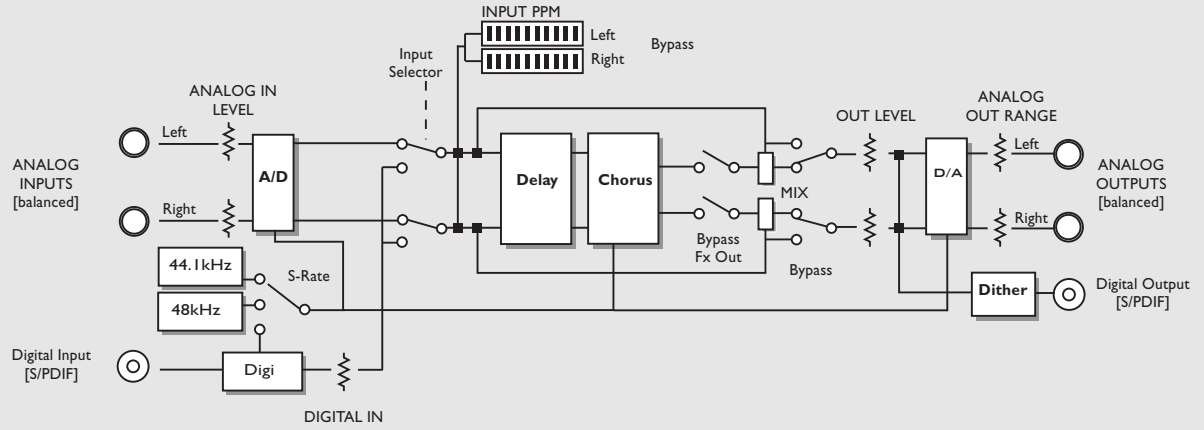 INPUT PPM
Left
Right
Bypass
Input
Selector
ANALOG IN
LEVEL
OUT LEVEL
ANALOG
OUT RANGE
Left
Left
ANALOG
INPUTS
[balanced]
A/D
Delay
Chorus
MIX
D/A
ANALOG
OUTPUTS
[balanced]
Right
Right
Bypass
Fx Out
Bypass
44.1kHz
S-Rate
48kHz
Dither
Digital Output
[S/PDIF]
Digital Input
[S/PDIF]
Digi
DIGITAL IN